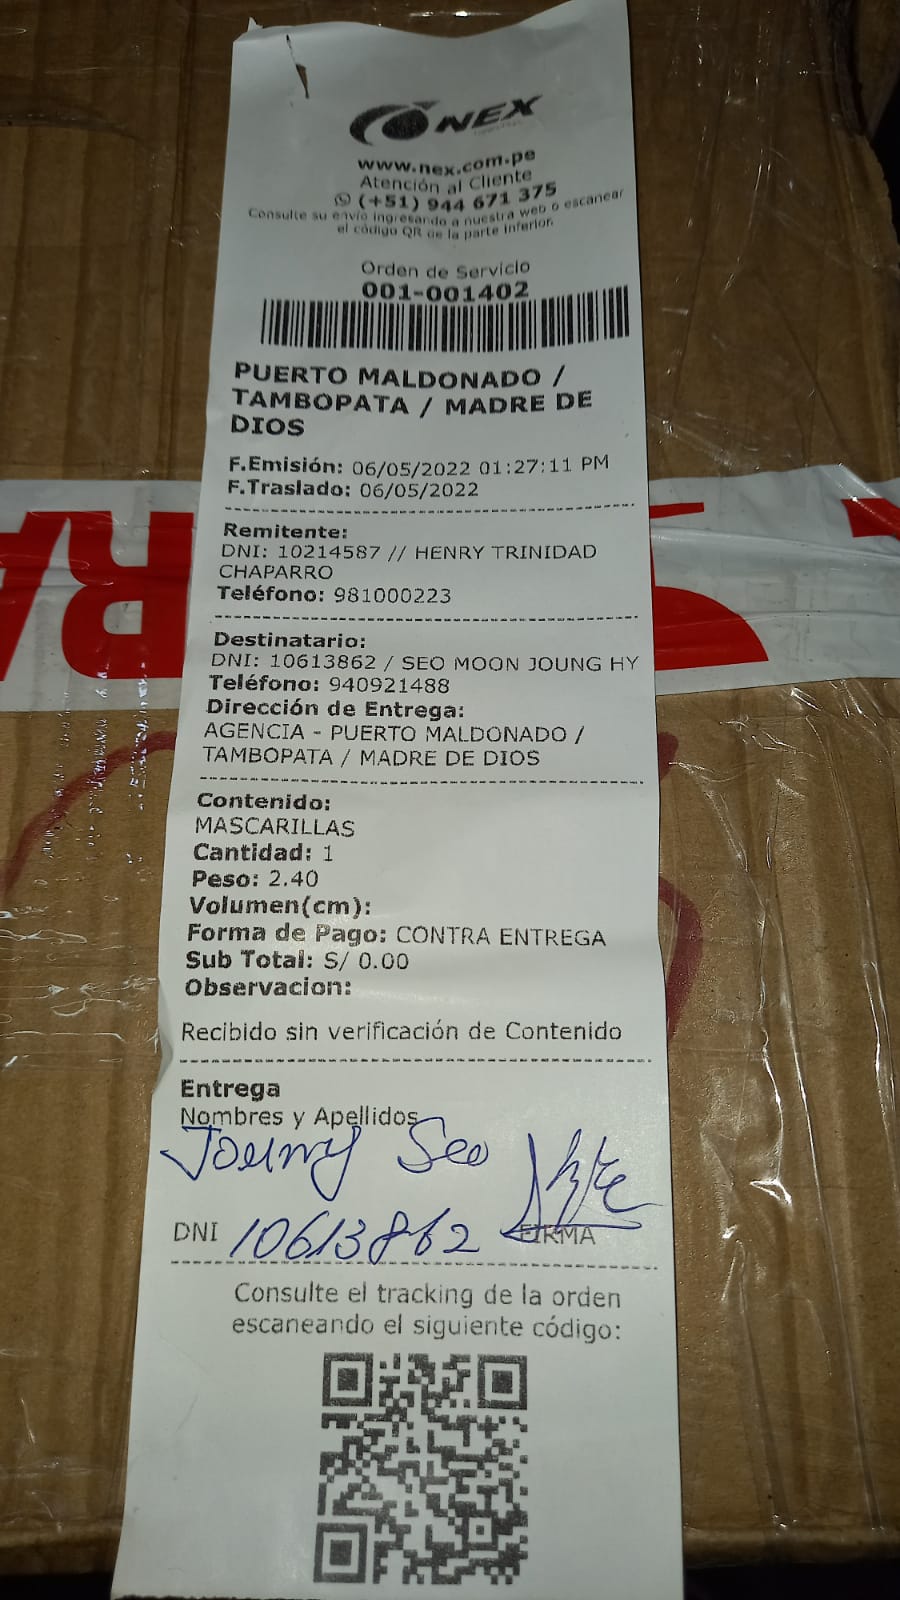 NEX
www.nex.com.pe
Atención al Cliente
(+51) 944 671 375
Consulte su envío ingresando a nuestra web o escanear
el código QR de la parte inferior.
Orden de Servicio
001-001402
PUERTO MALDONADO /
TAMBOPATA / MADRE DE
DIOS
F.Emisión: 06/05/2022 01:27:11 PM
F.Traslado: 06/05/2022
Remitente:
DNI: 10214587 // HENRY TRINIDAD
CHAPARRO
Teléfono: 981000223
Destinatario:
DNI: 10613862 / SEO MOON JOUNG HY
Teléfono: 940921488
Dirección de Entrega:
AGENCIA - PUERTO MALDONADO /
TAMBOPATA / MADRE DE DIOS
Contenido:
MASCARILLAS
Cantidad: 1
Peso: 2.40
Volumen(cm):
Forma de Pago: CONTRA ENTREGA
Sub Total: S/ 0.00
Observacion:
Recibido sin verificación de Contenido
Entrega
Nombres y Apellidos
Joung Seo
DNI 10613862 FIRMA
Consulte el tracking de la orden
escaneando el siguiente código: